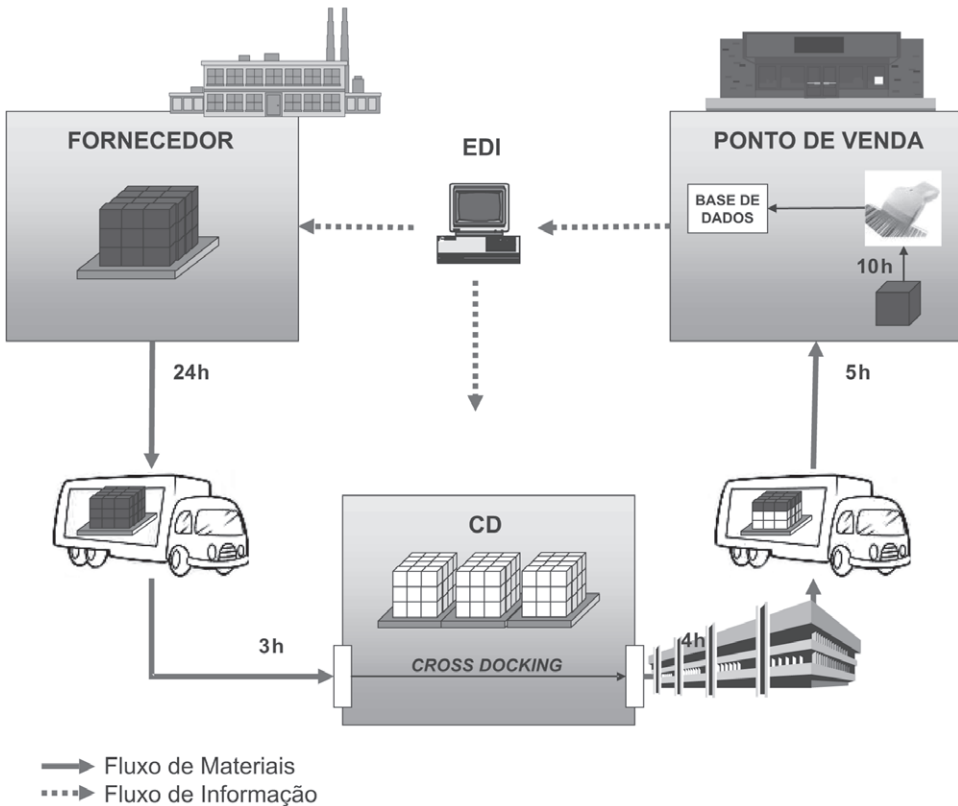 FORNECEDOR
EDI
PONTO DE VENDA
BASE DE
DADOS
10h
24h
5h
CD
3h
CROSS DOCKING
4h
Fluxo de Materiais
Fluxo de Informação